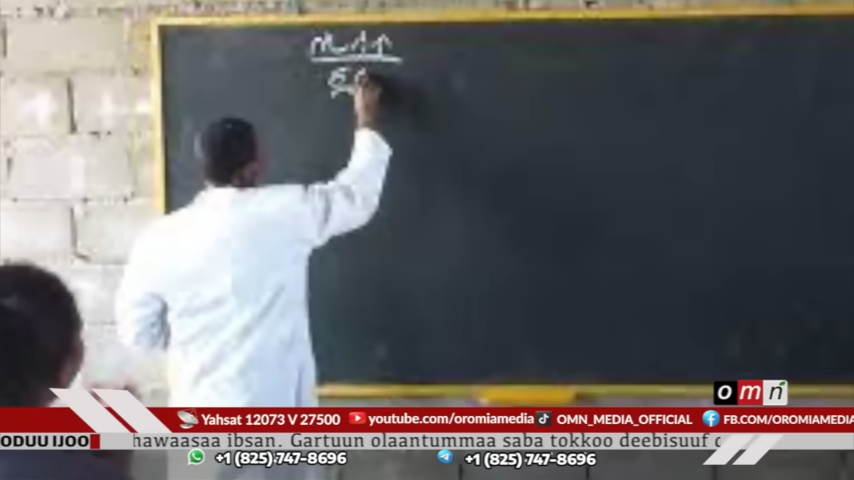 omn
Yahsat 12073 V 27500 youtube.com/oromiamedia OMN_MEDIA_OFFICIAL FB.COM/OROMIAMEDIA
ODUU IJOO hawaasaa ibsan. Gartuun olaantummaa saba tokkoo deebisuuf
+1 (825) 747-8696 +1 (825) 747-8696